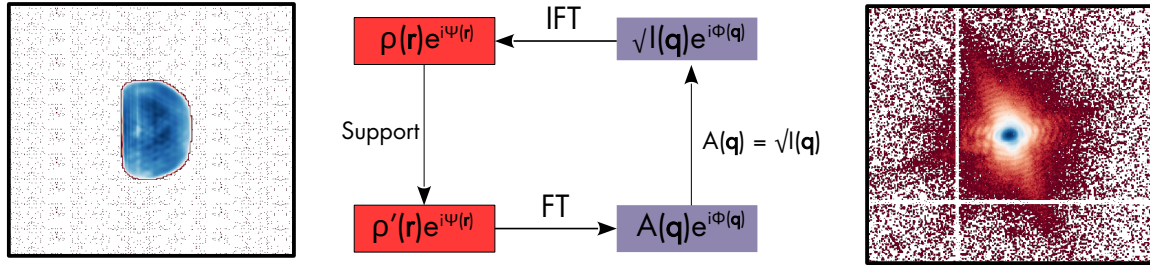 ρ(r)e^iΨ(r)
IFT
√I(q)e^iΦ(q)
Support
A(q) = √I(q)
ρ′(r)e^iΨ(r)
FT
A(q)e^iΦ(q)